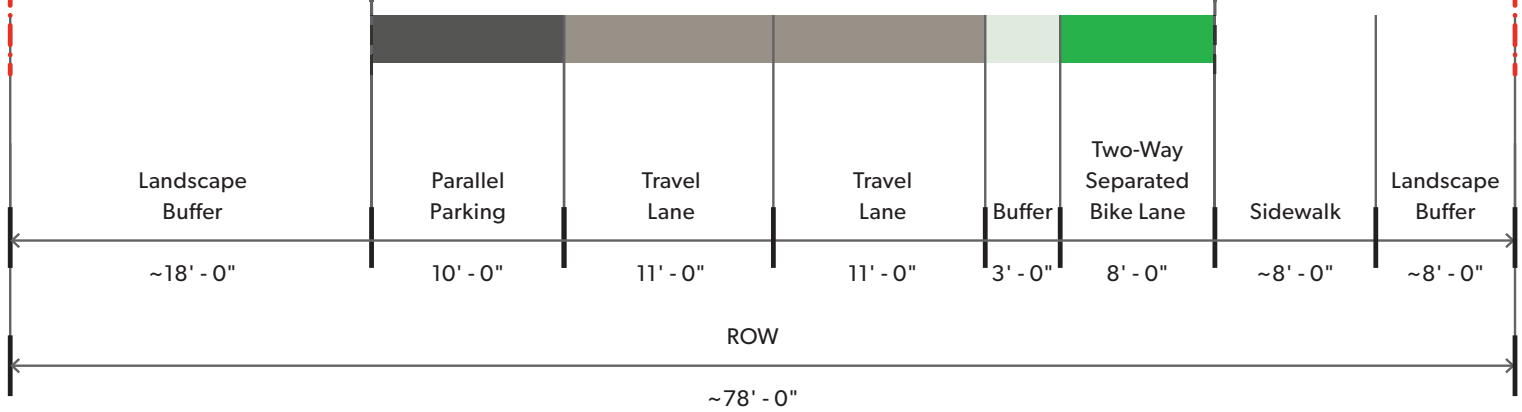 Landscape
Buffer
Parallel
Parking
Travel
Lane
Travel
Lane
Buffer
Two-Way
Separated
Bike Lane
Sidewalk
Landscape
Buffer
~18' - 0"
10' - 0"
11' - 0"
11' - 0"
3' - 0"
8' - 0"
~8' - 0"
~8' - 0"
ROW
~78' - 0"